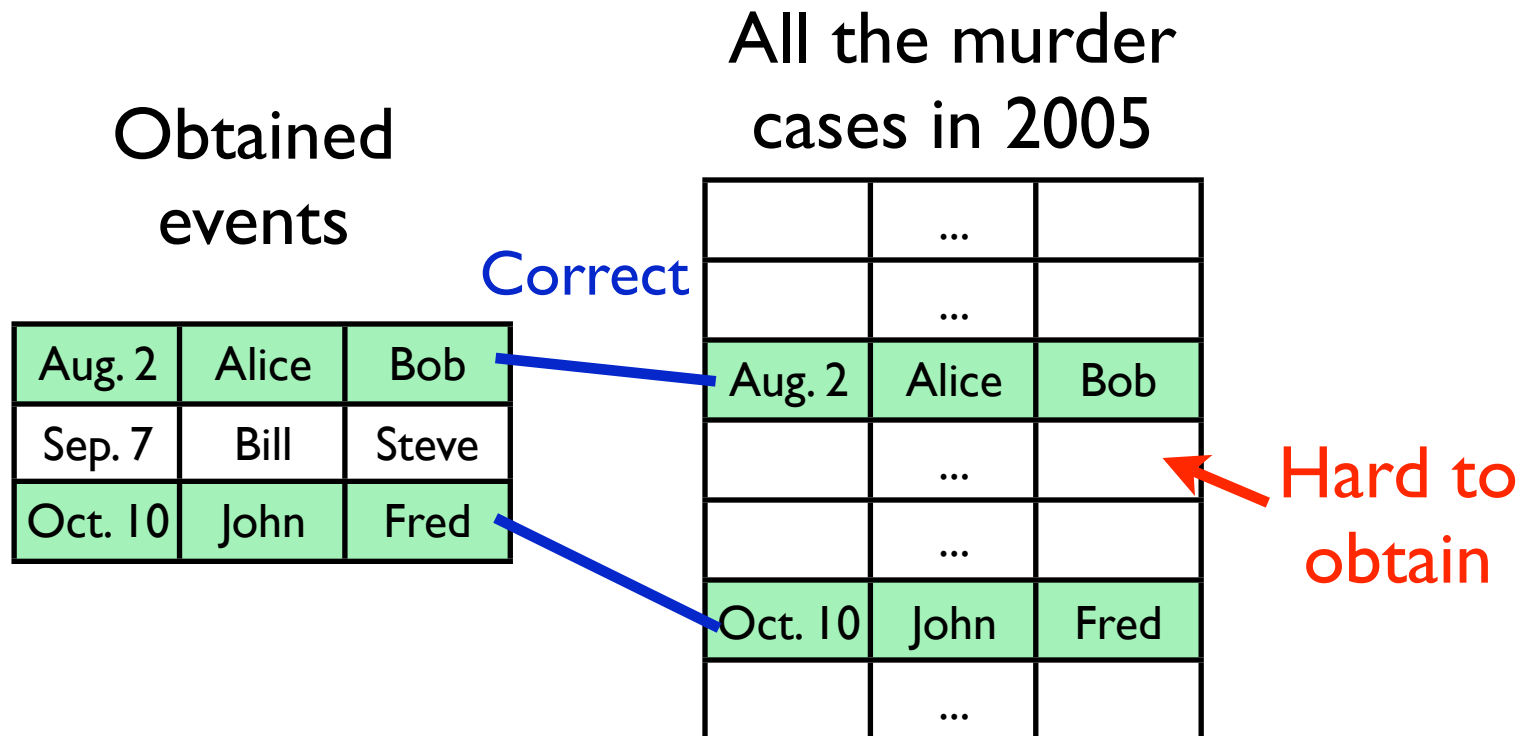 All the murder
cases in 2005
Obtained
events
Correct
Aug. 2 Alice Bob
Sep. 7 Bill Steve
Oct. 10 John Fred
...
...
Aug. 2 Alice Bob
...
...
Oct. 10 John Fred
...
Hard to
obtain